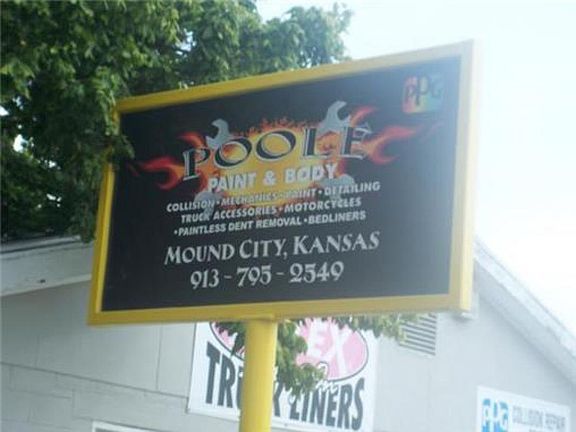 PPG
POOLE
PAINT & BODY
COLLISION • MECHANICS • PAINT • DETAILING
TRUCK ACCESSORIES • MOTORCYCLES
• PAINTLESS DENT REMOVAL • BEDLINERS
MOUND CITY, KANSAS
913 - 795 - 2549
EX
LINERS
PPG COLLISION REPAIR